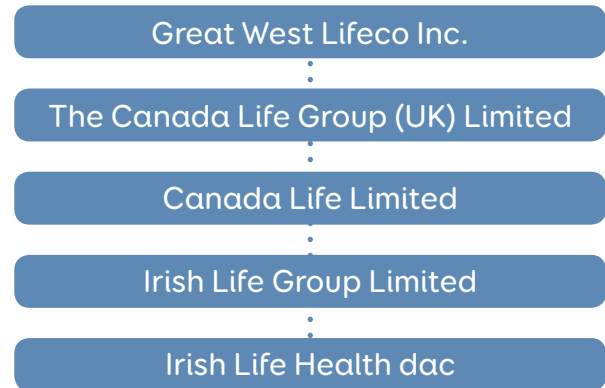 Great West Lifeco Inc.
The Canada Life Group (UK) Limited
Canada Life Limited
Irish Life Group Limited
Irish Life Health dac